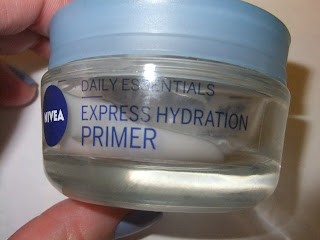 DAILY ESSENTIALS
NIVEA
EXPRESS HYDRATION
PRIMER